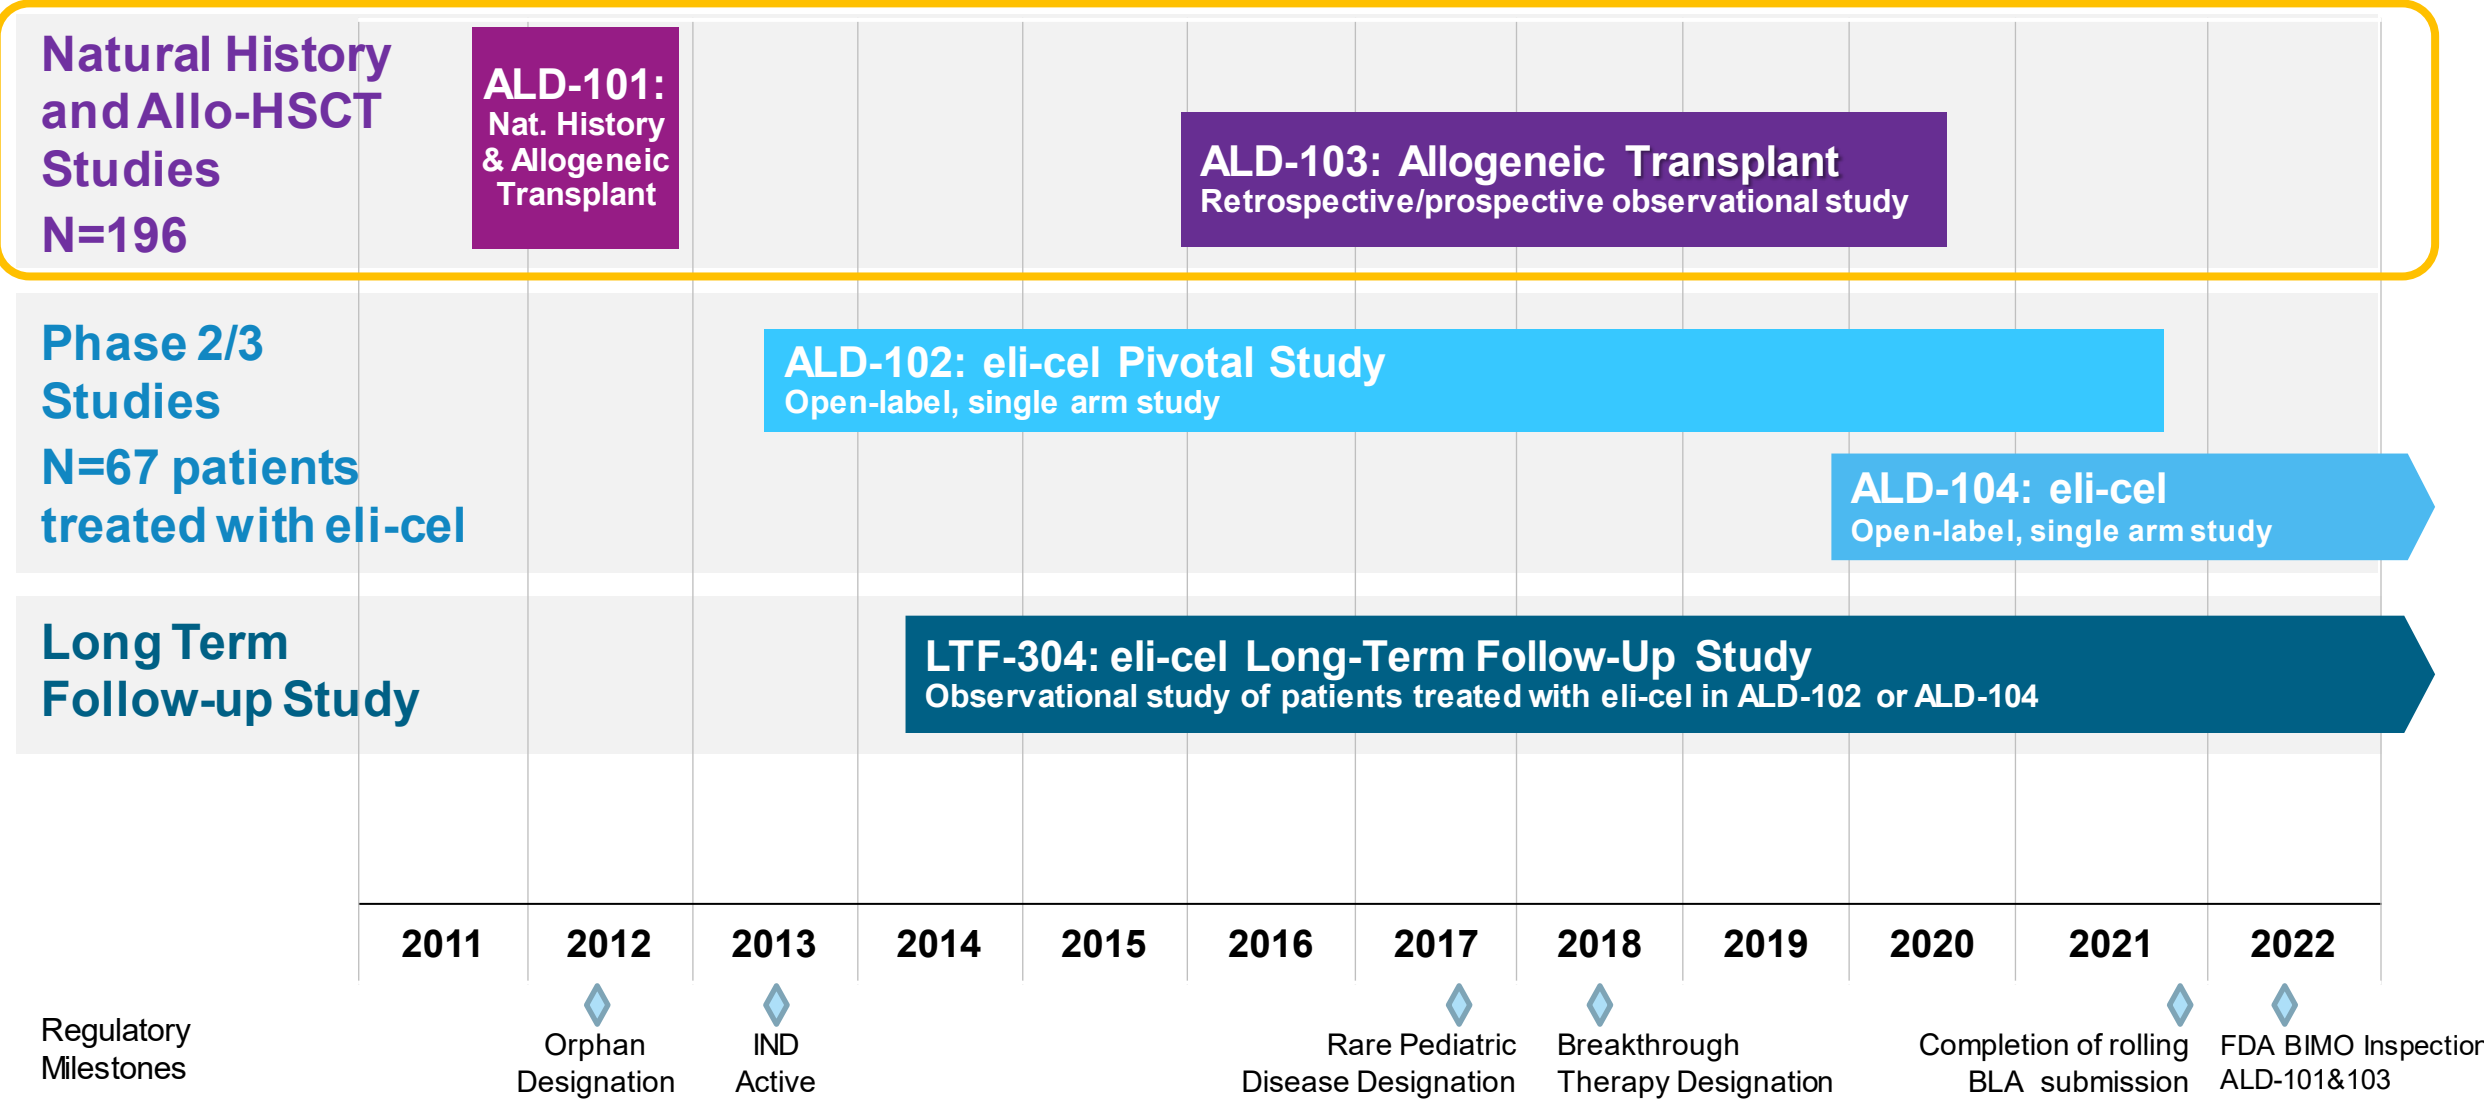 Natural History
and Allo-HSCT
Studies
N=196
ALD-101:
Nat. History
& Allogeneic
Transplant
ALD-103: Allogeneic Transplant
Retrospective/prospective observational study
Phase 2/3
Studies
N=67 patients
treated with eli-cel
ALD-102: eli-cel Pivotal Study
Open-label, single arm study
ALD-104: eli-cel
Open-label, single arm study
Long Term
Follow-up Study
LTF-304: eli-cel Long-Term Follow-Up Study
Observational study of patients treated with eli-cel in ALD-102 or ALD-104
2011 2012 2013 2014 2015 2016 2017 2018 2019 2020 2021 2022
Regulatory
Milestones
Orphan
Designation
IND
Active
Rare Pediatric
Disease Designation
Breakthrough
Therapy Designation
Completion of rolling
BLA submission
FDA BIMO Inspection
ALD-101&103